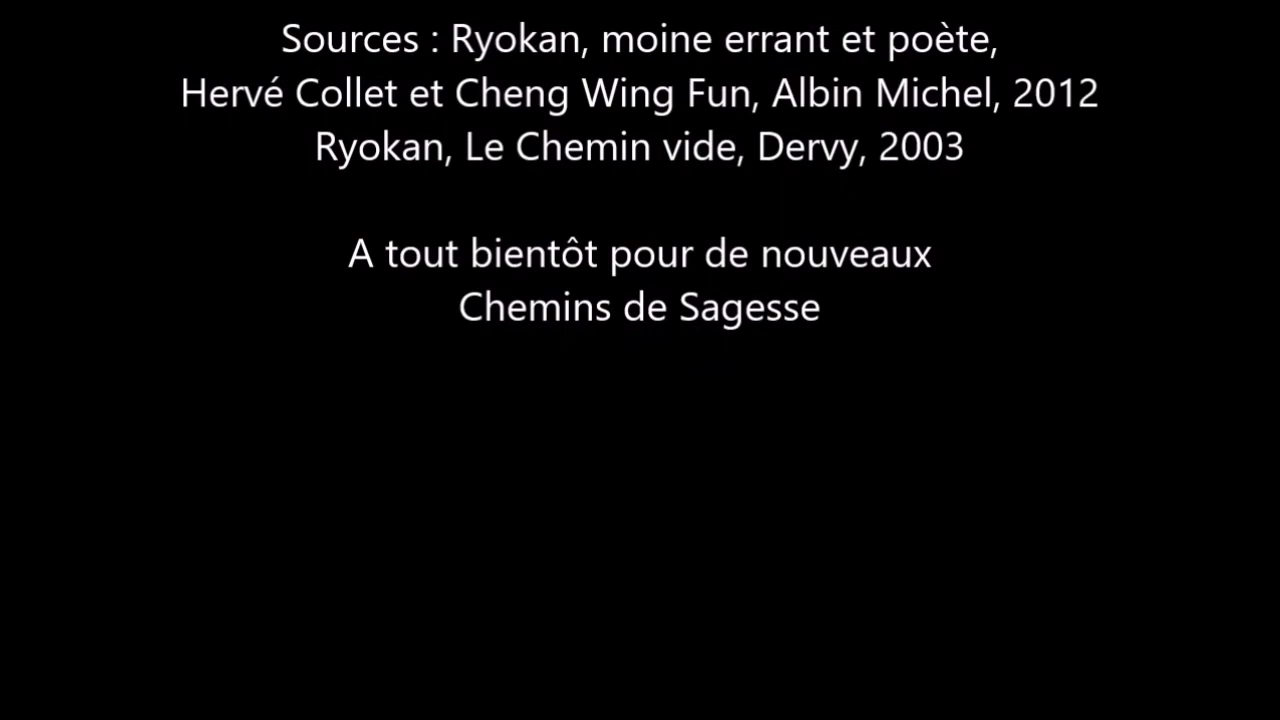 Sources : Ryokan, moine errant et poète,
Hervé Collet et Cheng Wing Fun, Albin Michel, 2012
Ryokan, Le Chemin vide, Dervy, 2003
A tout bientôt pour de nouveaux
Chemins de Sagesse